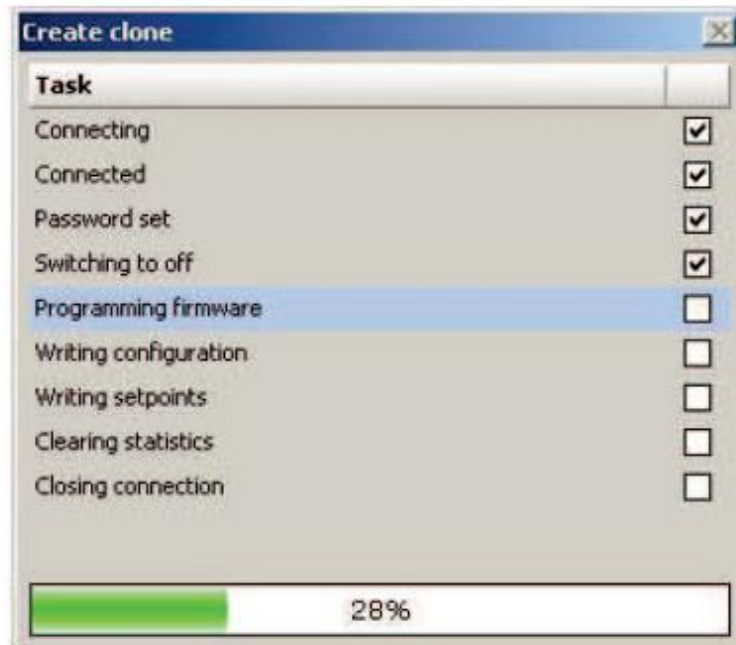 Create clone
Task
Connecting
Connected
Password set
Switching to off
Programming firmware
Writing configuration
Writing setpoints
Clearing statistics
Closing connection
28%